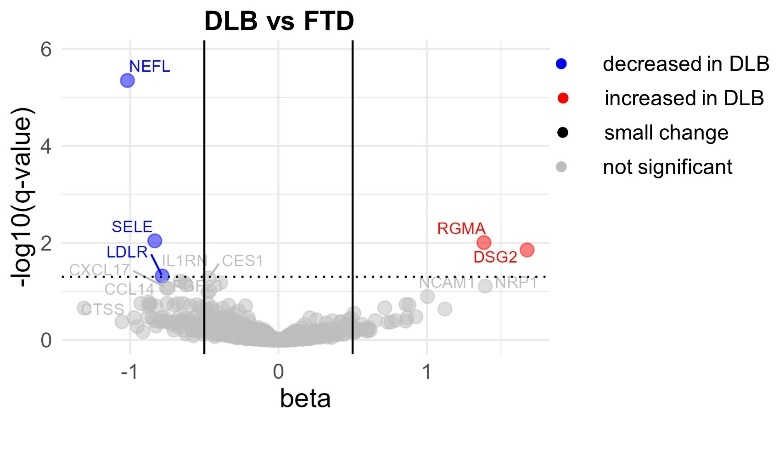 DLB vs FTD
6
4
2
0
-log10(q-value)
-1
0
1
beta
NEFL
SELE
LDLR
IL1RN
CES1
CXCL17
CCL14
CTSS
RGMA
DSG2
NCAM1
NRP1
decreased in DLB
increased in DLB
small change
not significant